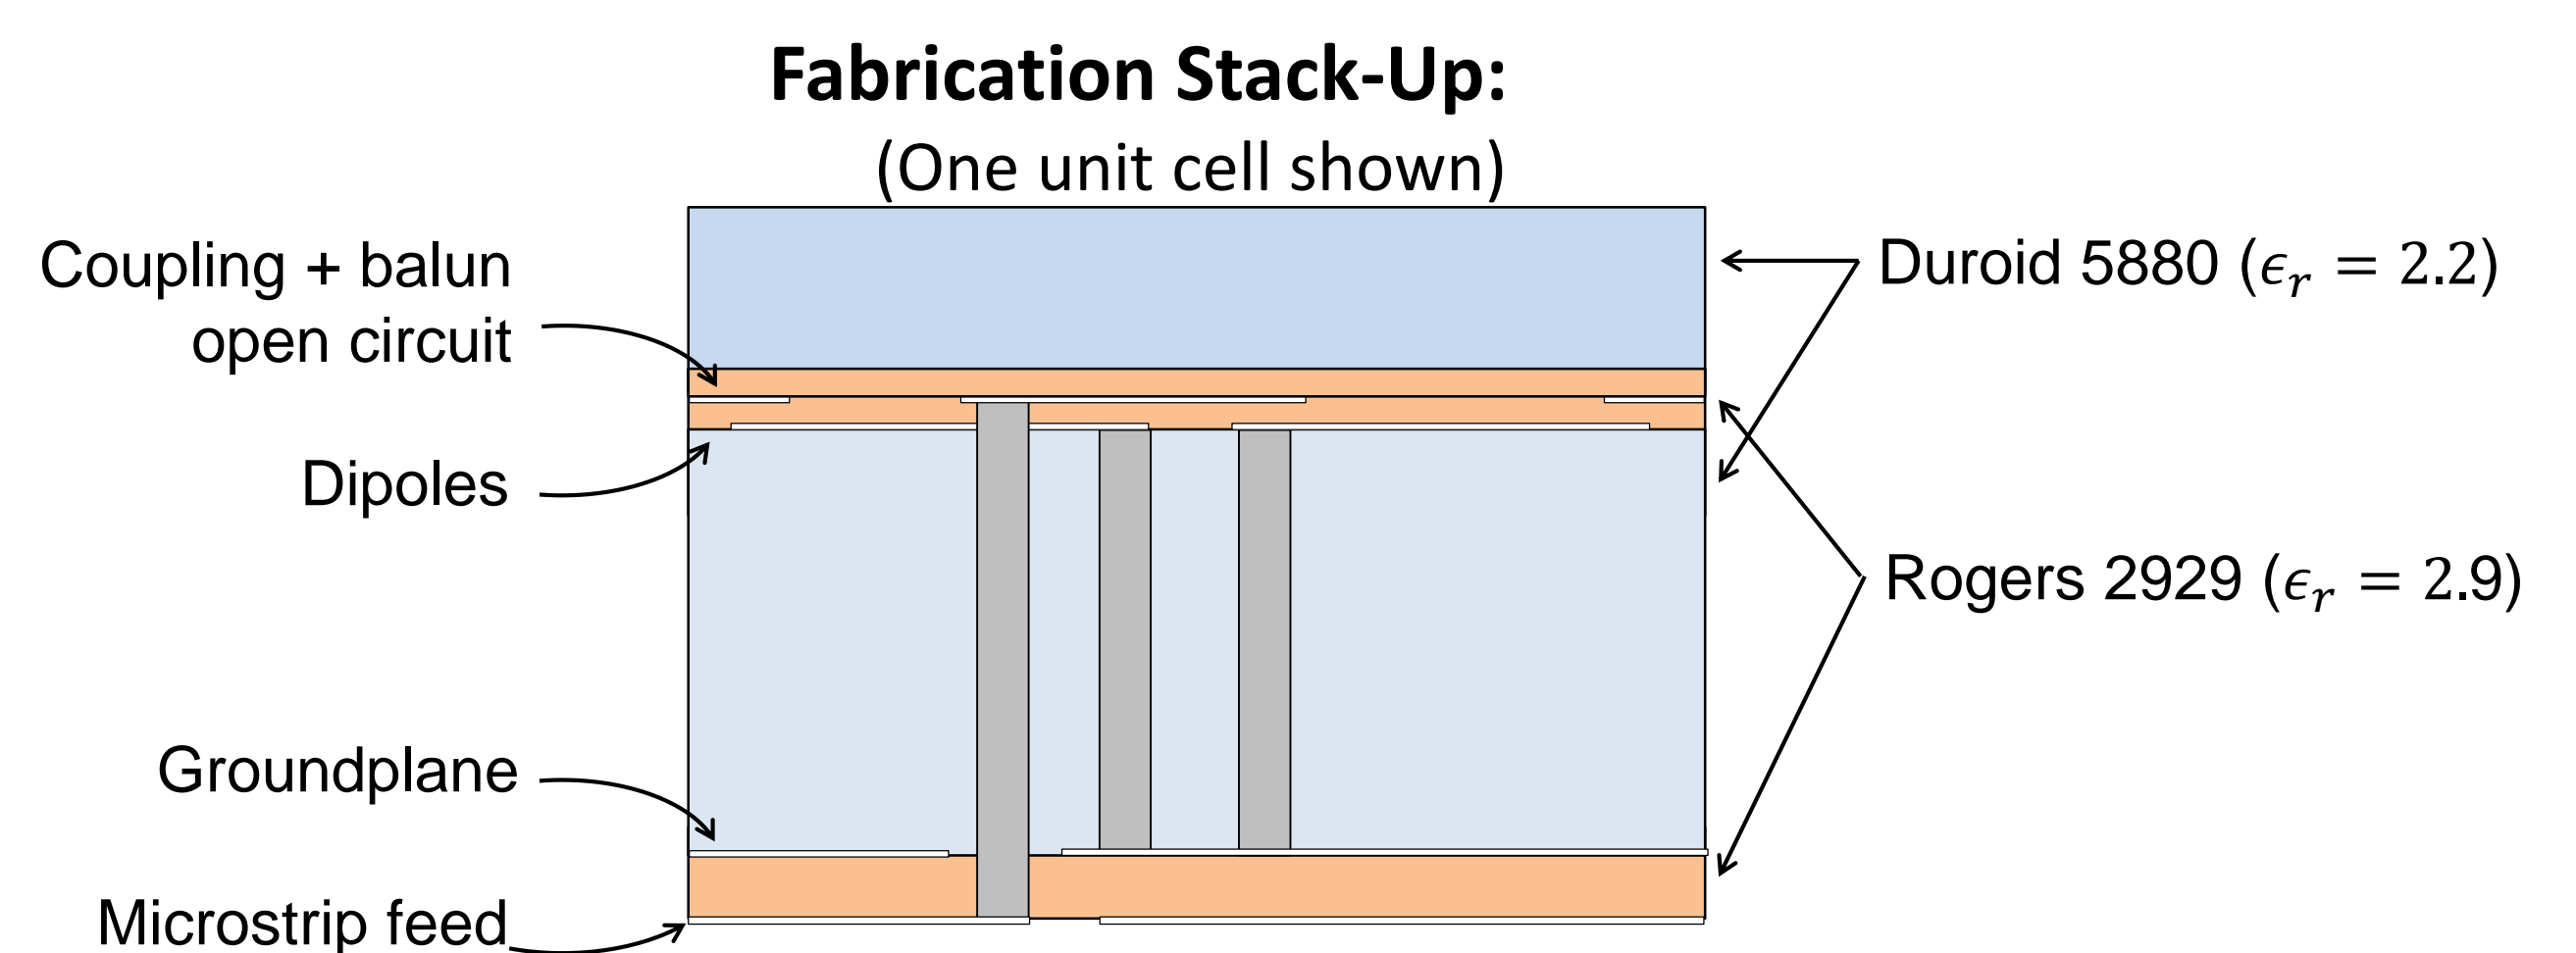 Fabrication Stack-Up:
(One unit cell shown)
Coupling + balun
open circuit
Dipoles
Groundplane
Microstrip feed
Duroid 5880 (ϵᵣ = 2.2)
Rogers 2929 (ϵᵣ = 2.9)